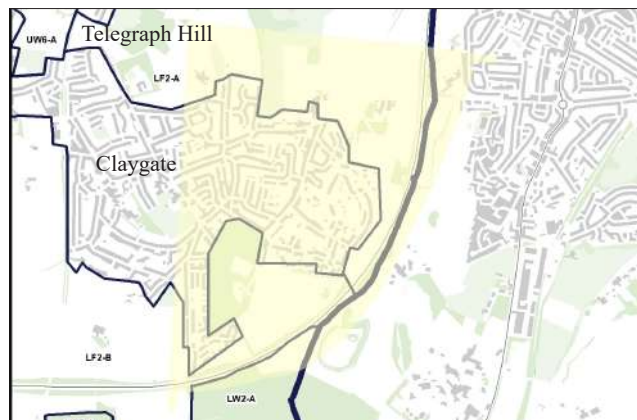 Telegraph Hill
UW6-A
LF2-A
Claygate
LF2-B
LW2-A